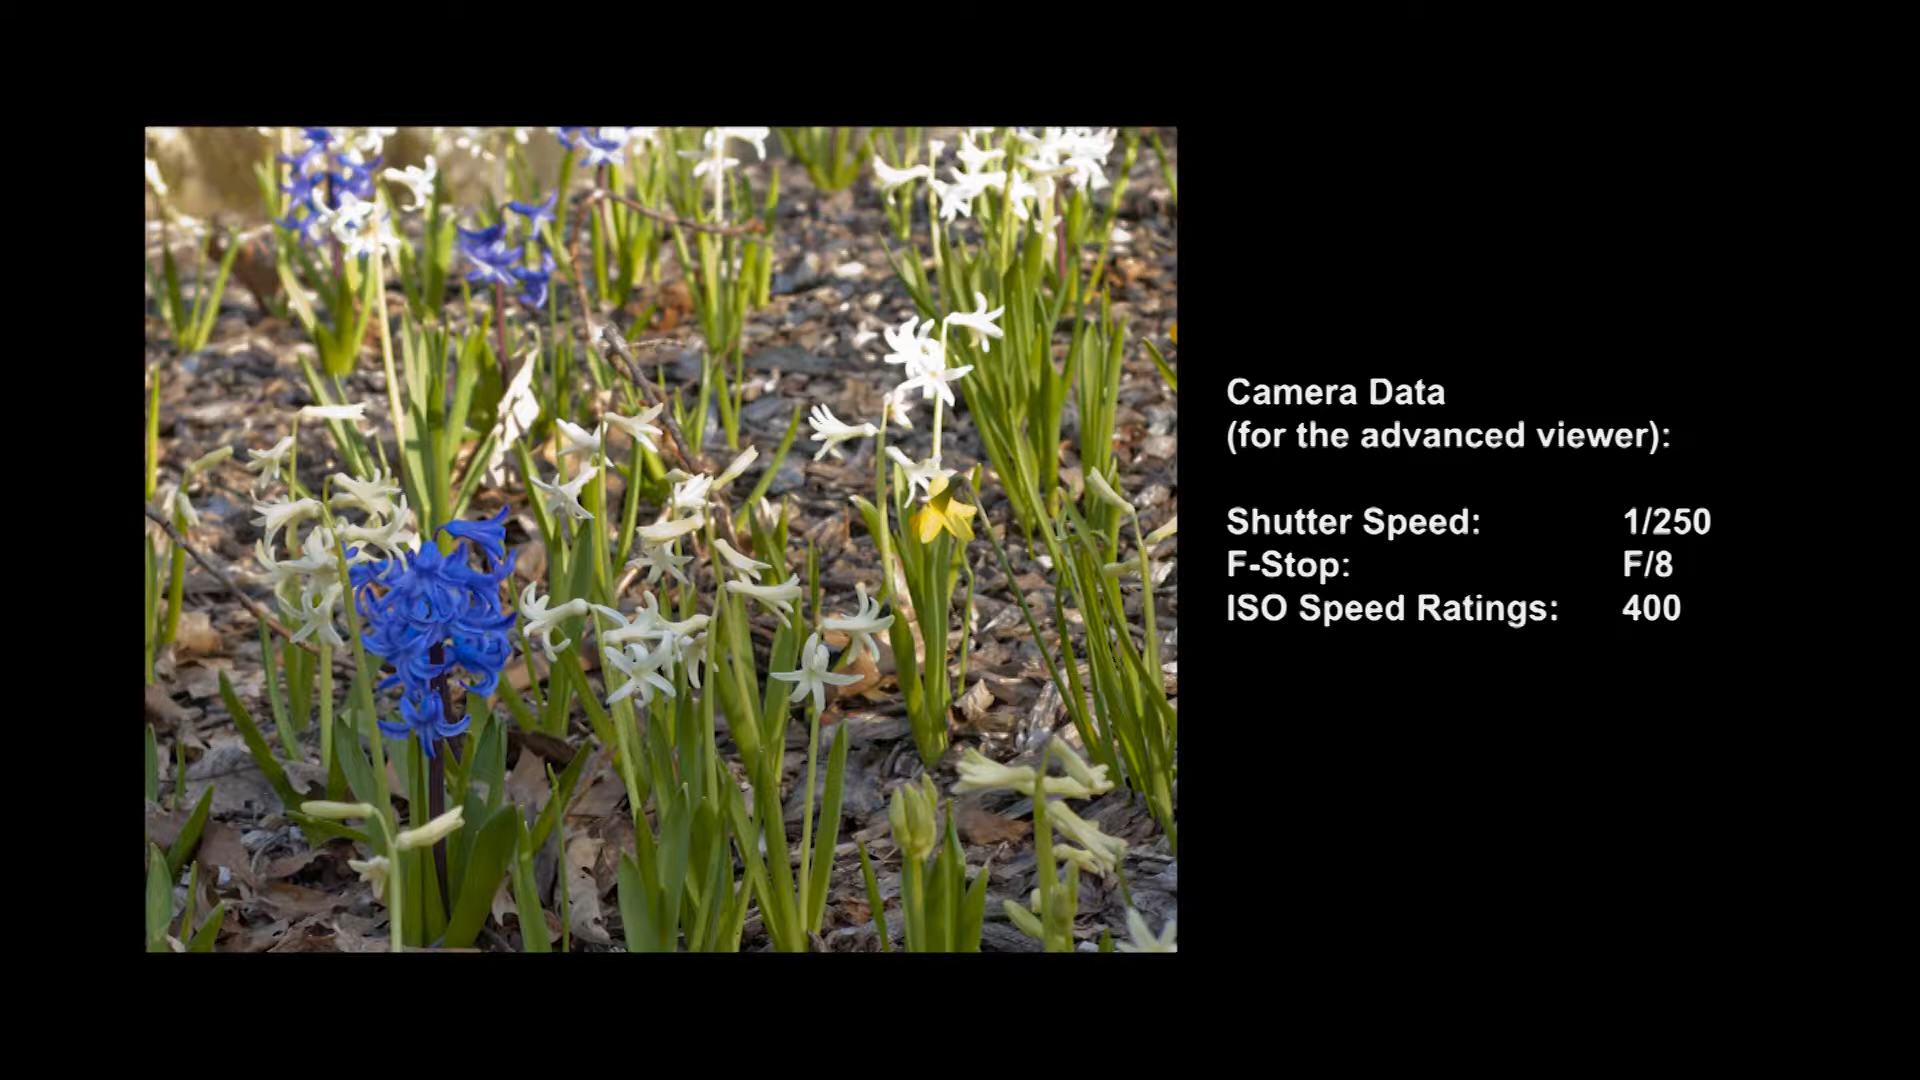 Camera Data
(for the advanced viewer):
Shutter Speed: 1/250
F-Stop: F/8
ISO Speed Ratings: 400